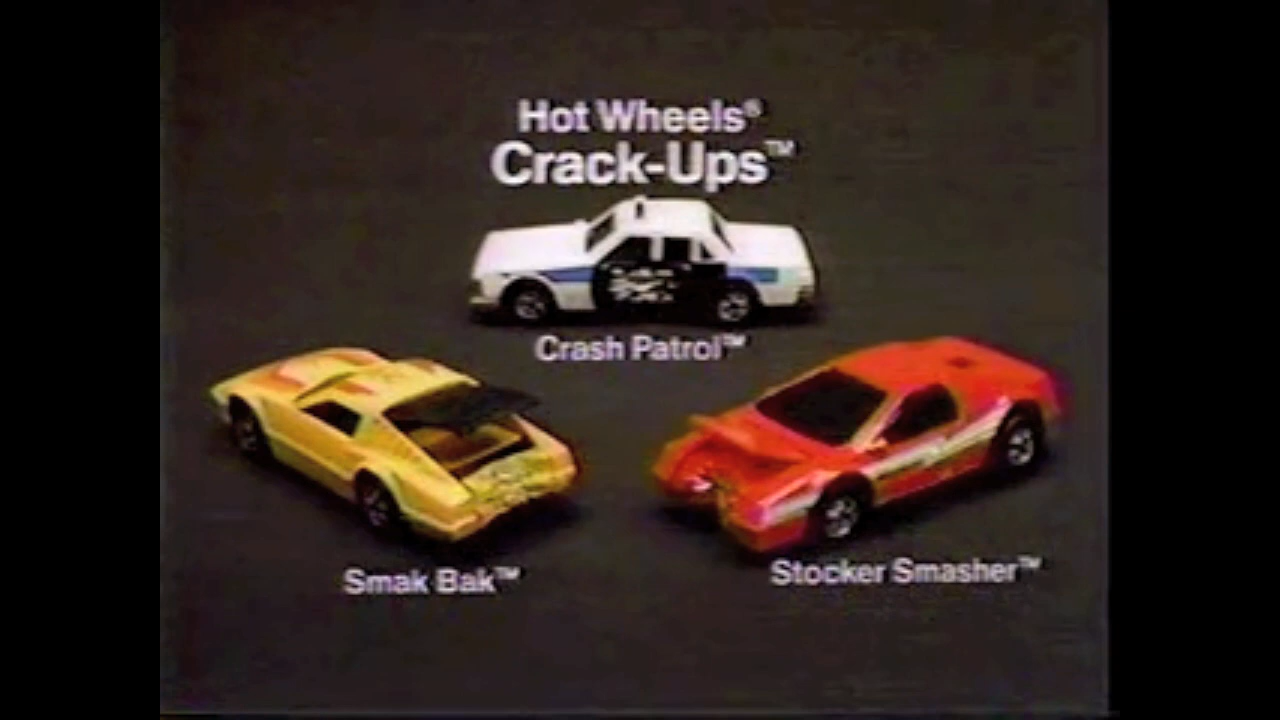 Hot Wheels®
Crack-Ups™
Crash Patrol™
Smak Bak™
Stocker Smasher™